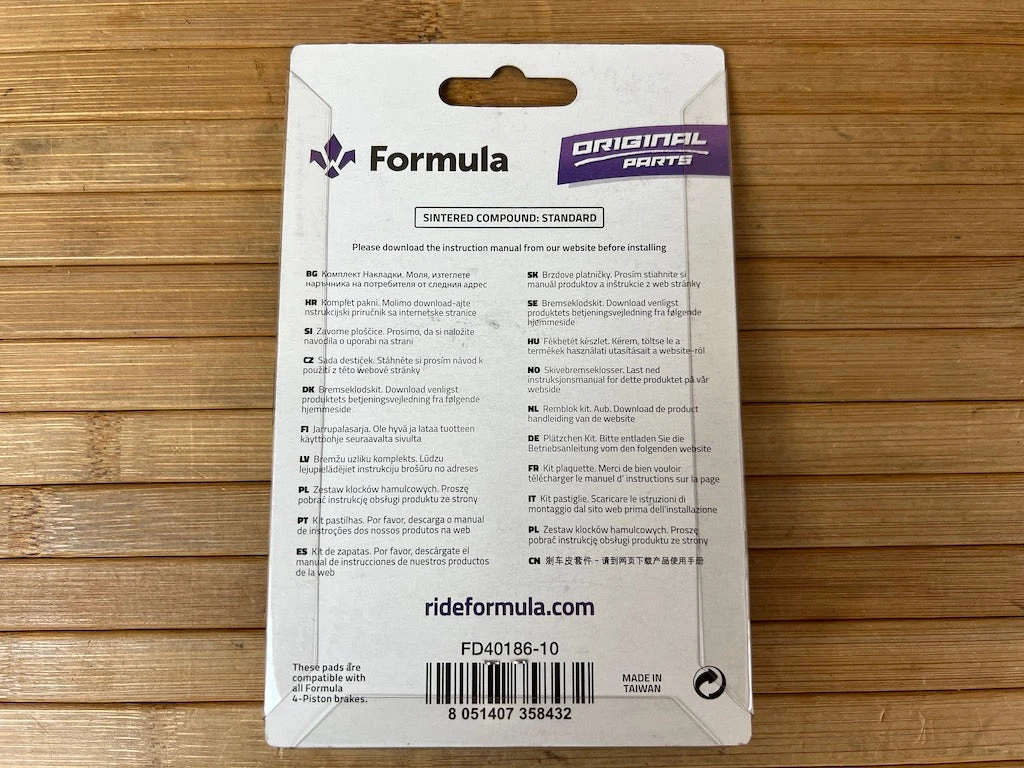 Formula
ORIGINAL
PARTS
SINTERED COMPOUND: STANDARD
Please download the instruction manual from our website before installing
BG Комплект Накладки. Моля, изтеглете
наръчника на потребителя от следния адрес
HR Komplet pakni. Molimo download-ajte
nstrukcijski priručnik sa internetske stranice
SI Zavorne ploščice. Prosimo, da si naložite
navodila o uporabi na strani
CZ Sada destiček. Stáhněte si prosím návod k
použití z této webové stránky
DK Bremseklodskit. Download venligst
produktets betjeningsvejledning fra følgende
hjemmeside
FI Jarrupalasarja. Ole hyvä ja lataa tuotteen
käyttöohje seuraavalta sivulta
LV Bremžu uzliku komplekts. Lūdzu
lejupielādējiet instrukciju brošūru no adreses
PL Zestaw klocków hamulcowych. Proszę
pobrać instrukcję obsługi produktu ze strony
PT Kit pastilhas. Por favor, descarga o manual
de instroções dos nossos produtos na web
ES Kit de zapatas. Por favor, descárgate el
manual de instrucciones de nuestros productos
de la web
SK Brzdove platničky. Prosím stiahnite si
manuál produktov a inštrukcie z web stránky
SE Bremseklodskit. Download venligst
produktets betjeningsvejledning fra følgende
hjemmeside
HU Fékbetét készlet. Kérem, töltse le a
termékek használati utasításait a website-ról
NO Skivebremseklosser. Last ned
instruksjonsmanual for dette produktet på vår
webside
NL Remblok kit. Aub. Download de product
handleiding van de website
DE Plätzchen Kit. Bitte entladen Sie die
Betriebsanleitung vom den folgenden website
FR Kit plaquette. Merci de bien vouloir
télécharger le manuel d' instructions sur la page
IT Kit pastiglie. Scaricare le istruzioni di
montaggio dal sito web prima dell'installazione
PL Zestaw klocków hamulcowych. Proszę
pobrać instrukcję obsługi produktu ze strony
CN 刹车皮套件 - 请到网页下载产品使用手册
rideformula.com
FD40186-10
These pads are
compatible with
all Formula
4-Piston brakes.
8 051407 358432
MADE IN
TAIWAN